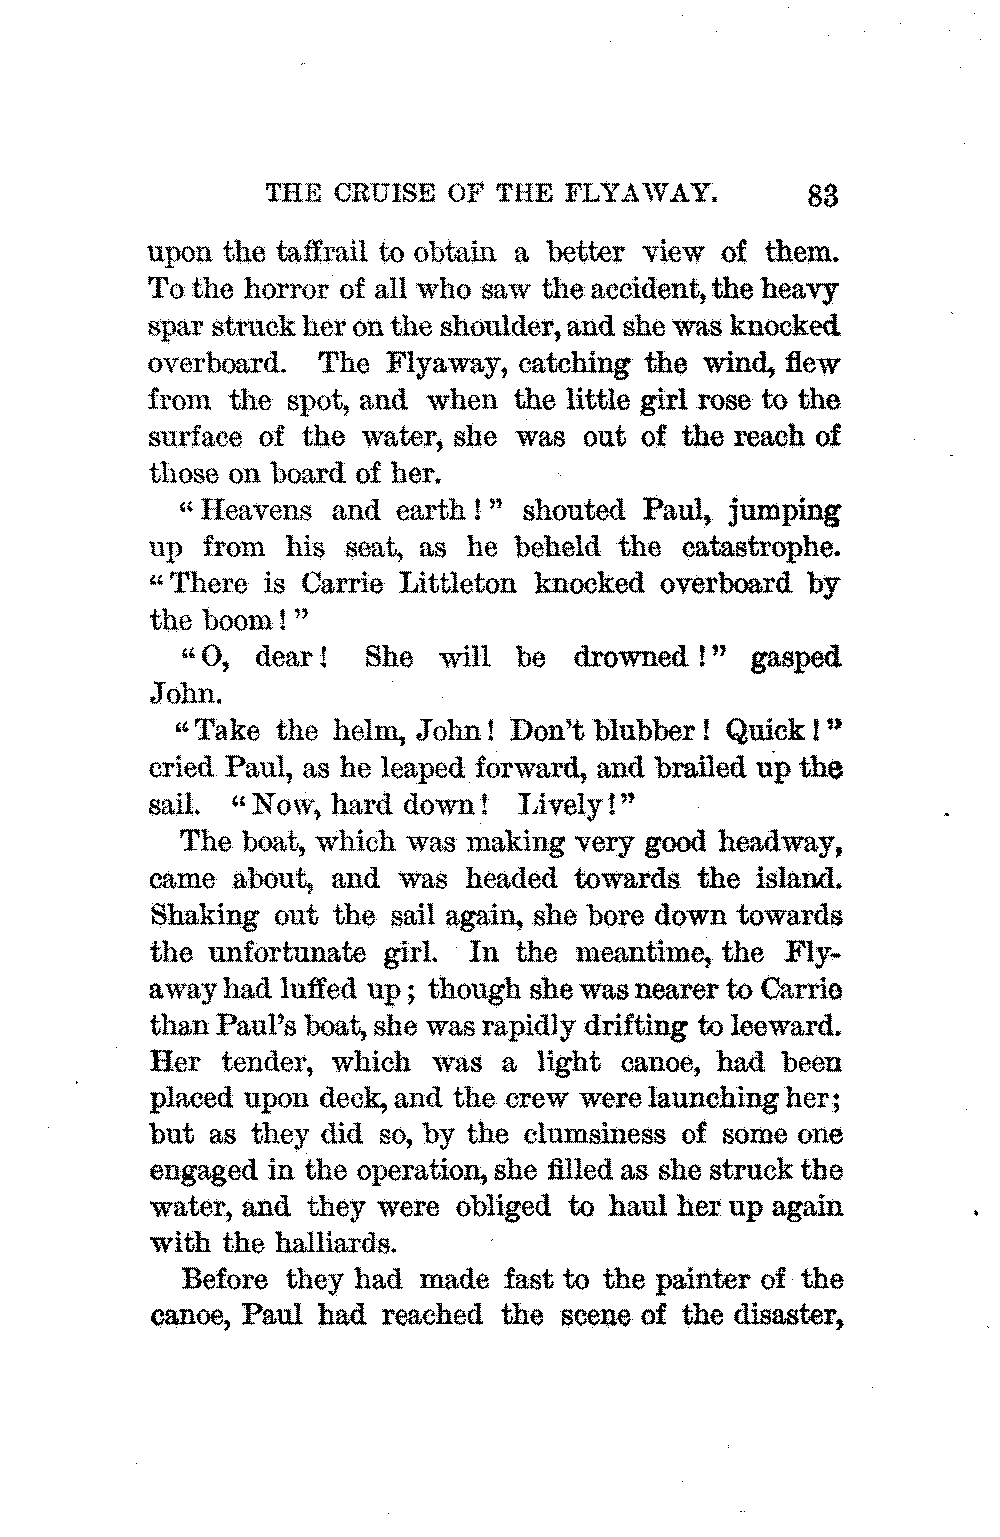 THE CRUISE OF THE FLYAWAY. 83
upon the taffrail to obtain a better view of them.
To the horror of all who saw the accident, the heavy
spar struck her on the shoulder, and she was knocked
overboard. The Flyaway, catching the wind, flew
from the spot, and when the little girl rose to the
surface of the water, she was out of the reach of
those on board of her.
“Heavens and earth!” shouted Paul, jumping
up from his seat, as he beheld the catastrophe.
“There is Carrie Littleton knocked overboard by
the boom!”
“O, dear! She will be drowned!” gasped
John.
“Take the helm, John! Don't blubber! Quick!”
cried Paul, as he leaped forward, and brailed up the
sail. “Now, hard down! Lively!”
The boat, which was making very good headway,
came about, and was headed towards the island.
Shaking out the sail again, she bore down towards
the unfortunate girl. In the meantime, the Fly-
away had luffed up; though she was nearer to Carrie
than Paul's boat, she was rapidly drifting to leeward.
Her tender, which was a light canoe, had been
placed upon deck, and the crew were launching her;
but as they did so, by the clumsiness of some one
engaged in the operation, she filled as she struck the
water, and they were obliged to haul her up again
with the halliards.
Before they had made fast to the painter of the
canoe, Paul had reached the scene of the disaster,